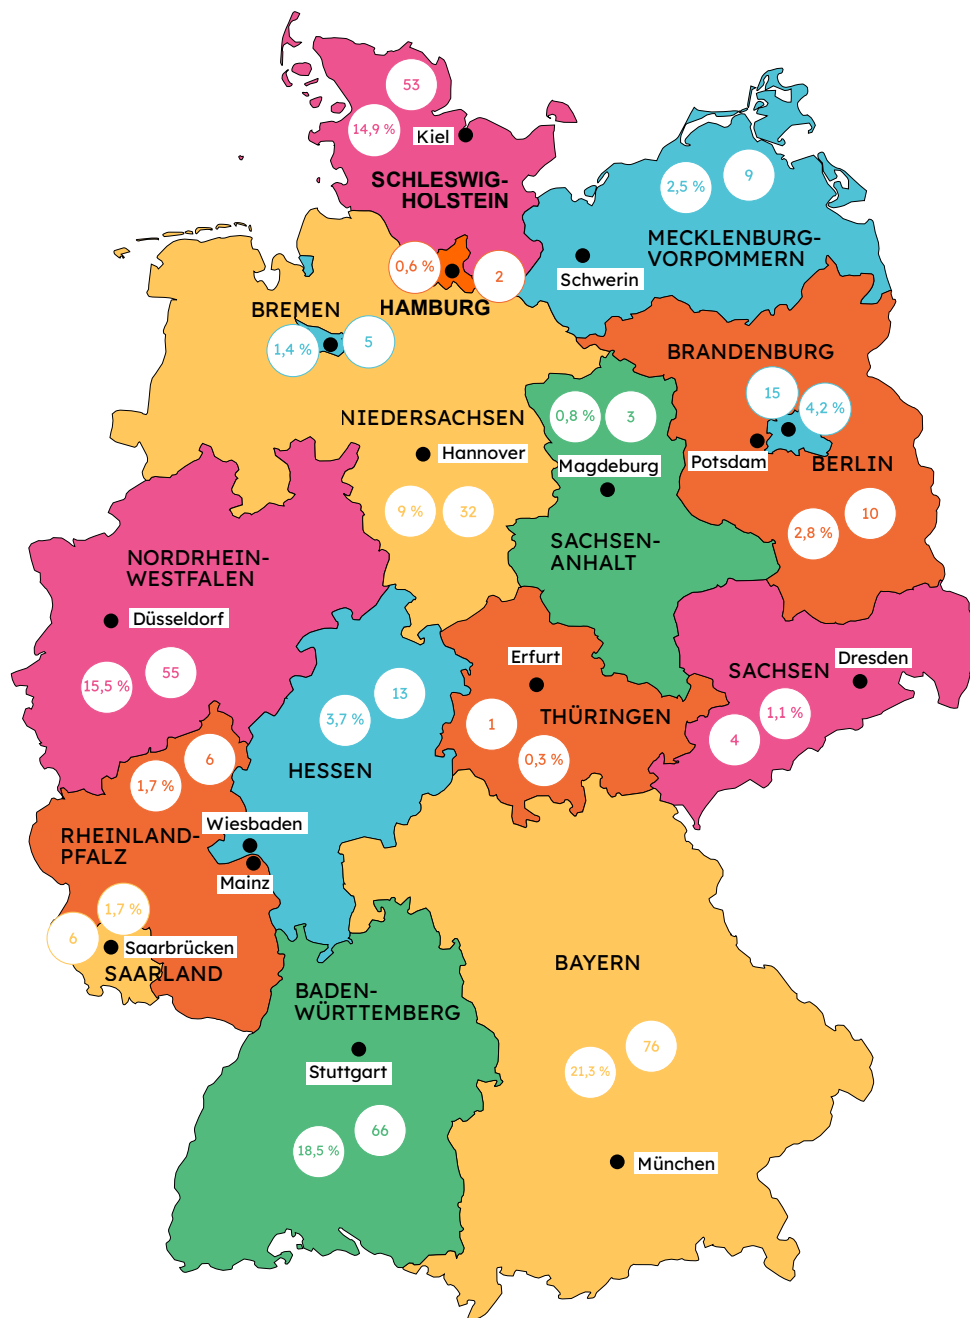 53
14,9 %
Kiel
SCHLESWIG-
HOLSTEIN
2,5 %
9
MECKLENBURG-
VORPOMMERN
Schwerin
0,6 %
2
HAMBURG
BREMEN
1,4 %
5
BRANDENBURG
15
4,2 %
Potsdam
BERLIN
10
2,8 %
NIEDERSACHSEN
Hannover
9 %
32
0,8 %
3
Magdeburg
SACHSEN-
ANHALT
NORDRHEIN-
WESTFALEN
Düsseldorf
55
15,5 %
13
3,7 %
HESSEN
Wiesbaden
Erfurt
THÜRINGEN
1
0,3 %
SACHSEN
Dresden
1,1 %
4
6
1,7 %
RHEINLAND-
PFALZ
Mainz
1,7 %
6
Saarbrücken
SAARLAND
BADEN-
WÜRTTEMBERG
Stuttgart
66
18,5 %
BAYERN
76
21,3 %
München